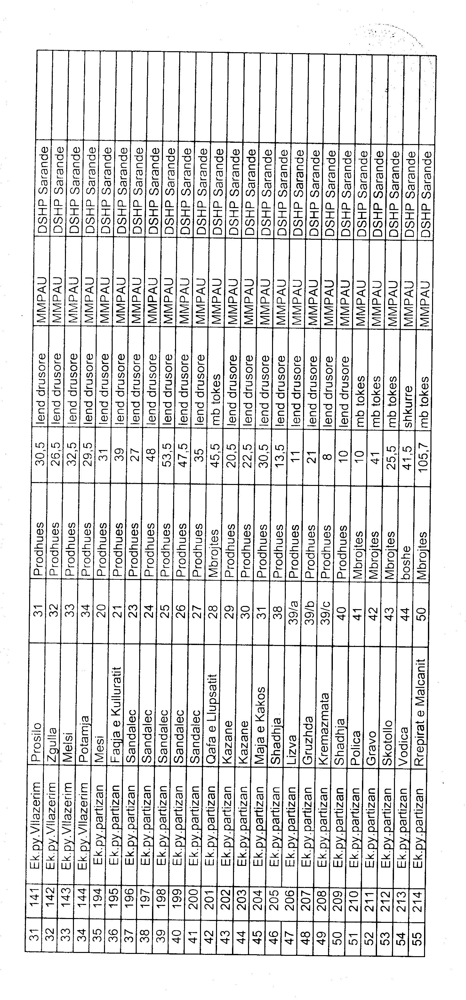 31 141 Ek.py.Vllazerim Prosilo 31 Prodhues 30,5 lend drusore MMPAU DSHP Sarande
32 142 Ek.py.Vllazerim Zgulla 32 Prodhues 26,5 lend drusore MMPAU DSHP Sarande
33 143 Ek.py.Vllazerim Melsi 33 Prodhues 32,5 lend drusore MMPAU DSHP Sarande
34 144 Ek.py.Vllazerim Potamja 34 Prodhues 29,5 lend drusore MMPAU DSHP Sarande
35 194 Ek.py.partizan Mesi 20 Prodhues 31 lend drusore MMPAU DSHP Sarande
36 195 Ek.py.partizan Faqja e Kulluratit 21 Prodhues 39 lend drusore MMPAU DSHP Sarande
37 196 Ek.py.partizan Sandalec 23 Prodhues 27 lend drusore MMPAU DSHP Sarande
38 197 Ek.py.partizan Sandalec 24 Prodhues 48 lend drusore MMPAU DSHP Sarande
39 198 Ek.py.partizan Sandalec 25 Prodhues 53,5 lend drusore MMPAU DSHP Sarande
40 199 Ek.py.partizan Sandalec 26 Prodhues 47,5 lend drusore MMPAU DSHP Sarande
41 200 Ek.py.partizan Sandalec 27 Prodhues 35 lend drusore MMPAU DSHP Sarande
42 201 Ek.py.partizan Qafa e Llupsatit 28 Mbrojtes 45,5 mb tokes MMPAU DSHP Sarande
43 202 Ek.py.partizan Kazane 29 Prodhues 20,5 lend drusore MMPAU DSHP Sarande
44 203 Ek.py.partizan Kazane 30 Prodhues 22,5 lend drusore MMPAU DSHP Sarande
45 204 Ek.py.partizan Maja e Kakos 31 Prodhues 30,5 lend drusore MMPAU DSHP Sarande
46 205 Ek.py.partizan Shadhja 38 Prodhues 13,5 lend drusore MMPAU DSHP Sarande
47 206 Ek.py.partizan Lizva 39/a Prodhues 11 lend drusore MMPAU DSHP Sarande
48 207 Ek.py.partizan Gruzhda 39/b Prodhues 21 lend drusore MMPAU DSHP Sarande
49 208 Ek.py.partizan Kremazmata 39/c Prodhues 8 lend drusore MMPAU DSHP Sarande
50 209 Ek.py.partizan Shadhja 40 Prodhues 10 lend drusore MMPAU DSHP Sarande
51 210 Ek.py.partizan Polica 41 Mbrojtes 10 mb tokes MMPAU DSHP Sarande
52 211 Ek.py.partizan Gravo 42 Mbrojtes 41 mb tokes MMPAU DSHP Sarande
53 212 Ek.py.partizan Skotollo 43 Mbrojtes 25,5 mb tokes MMPAU DSHP Sarande
54 213 Ek.py.partizan Vodica 44 boshe 41,5 shkurre MMPAU DSHP Sarande
55 214 Ek.py.partizan Rrepirat e Malcanit 50 Mbrojtes 105,7 mb tokes MMPAU DSHP Sarande